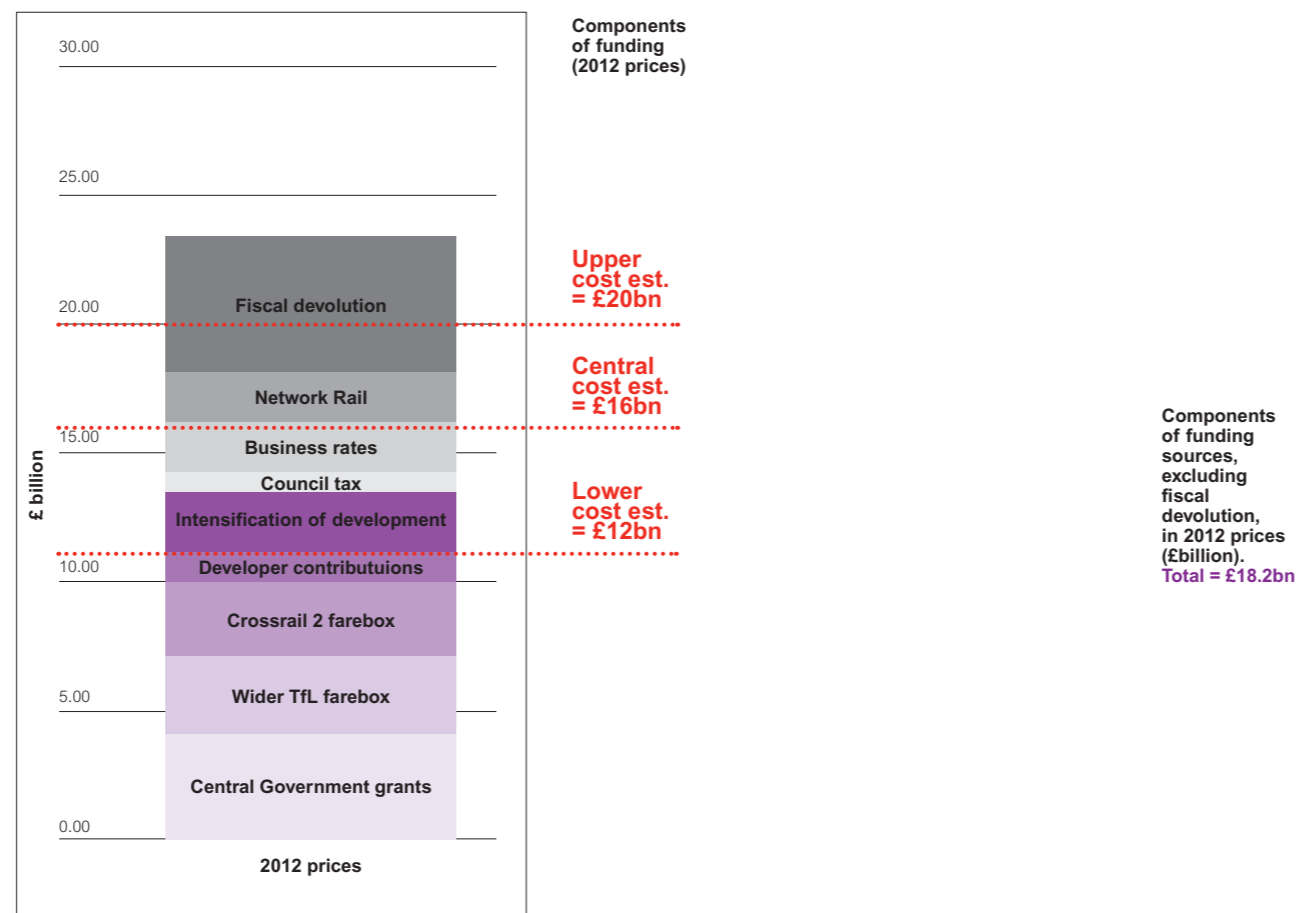 30.00
25.00
20.00
15.00
10.00
5.00
0.00
£ billion
Fiscal devolution
Network Rail
Business rates
Council tax
Intensification of development
Developer contributuions
Crossrail 2 farebox
Wider TfL farebox
Central Government grants
2012 prices
Components
of funding
(2012 prices)
Upper
cost est.
= £20bn
Central
cost est.
= £16bn
Lower
cost est.
= £12bn
Components
of funding
sources,
excluding
fiscal
devolution,
in 2012 prices
(£billion).
Total = £18.2bn